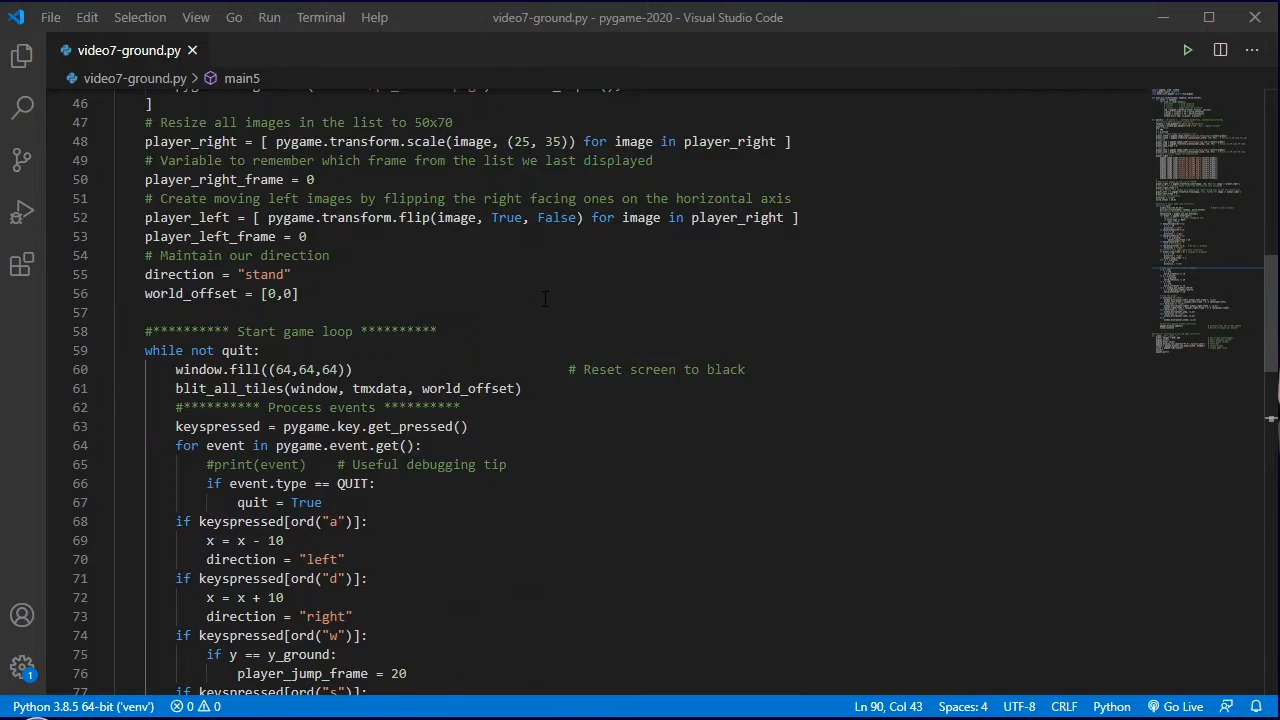 File Edit Selection View Go Run Terminal Help video7-ground.py - pygame-2020 - Visual Studio Code
video7-ground.py
video7-ground.py > main5
46 ]
47 # Resize all images in the list to 50x70
48 player_right = [ pygame.transform.scale(image, (25, 35)) for image in player_right ]
49 # Variable to remember which frame from the list we last displayed
50 player_right_frame = 0
51 # Create moving left images by flipping the right facing ones on the horizontal axis
52 player_left = [ pygame.transform.flip(image, True, False) for image in player_right ]
53 player_left_frame = 0
54 # Maintain our direction
55 direction = "stand"
56 world_offset = [0,0]
57
58 #********** Start game loop **********
59 while not quit:
60 window.fill((64,64,64)) # Reset screen to black
61 blit_all_tiles(window, tmxdata, world_offset)
62 #********** Process events **********
63 keyspressed = pygame.key.get_pressed()
64 for event in pygame.event.get():
65 #print(event) # Useful debugging tip
66 if event.type == QUIT:
67 quit = True
68 if keyspressed[ord("a")]:
69 x = x - 10
70 direction = "left"
71 if keyspressed[ord("d")]:
72 x = x + 10
73 direction = "right"
74 if keyspressed[ord("w")]:
75 if y == y_ground:
76 player_jump_frame = 20
77 if keyspressed[ord("s")]:
1
Python 3.8.5 64-bit ('venv') 0 0 Ln 90, Col 43 Spaces: 4 UTF-8 CRLF Python Go Live